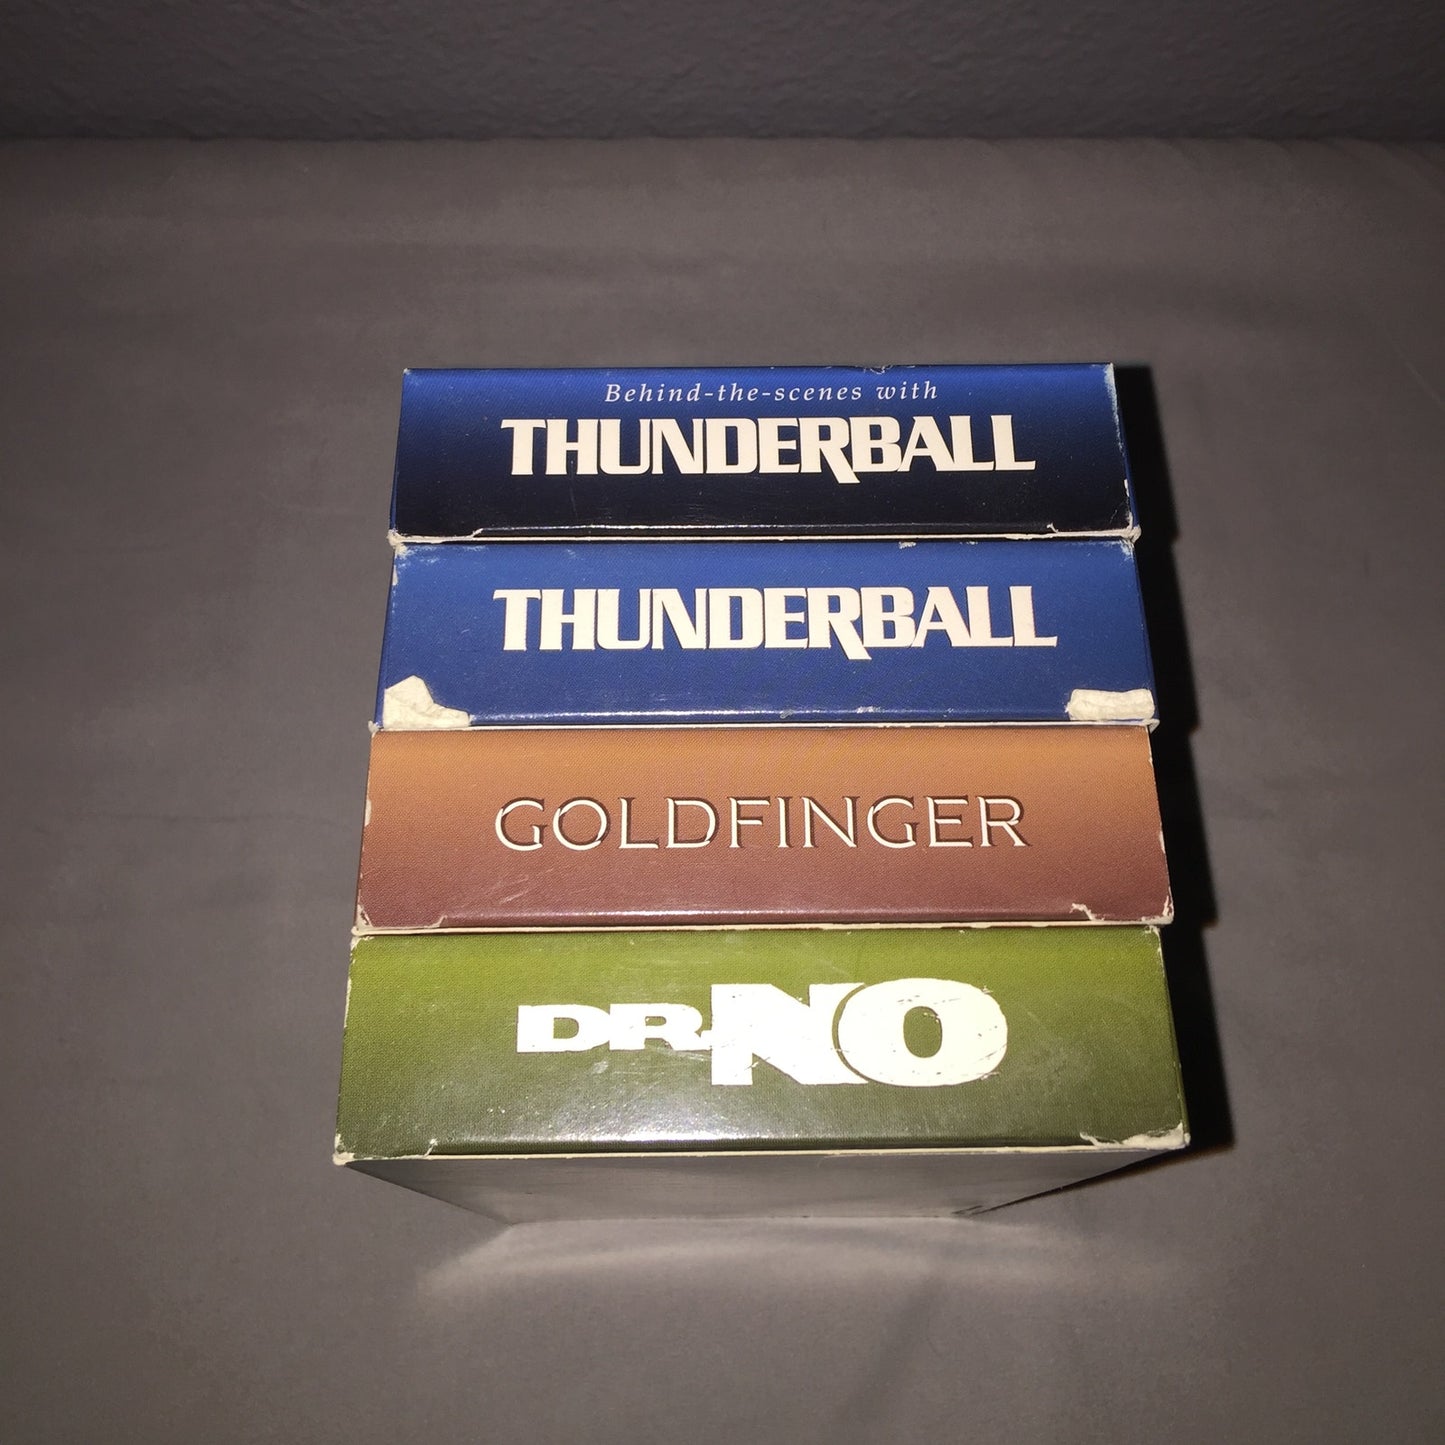 Behind-the-scenes with
THUNDERBALL
THUNDERBALL
GOLDFINGER
DR. NO